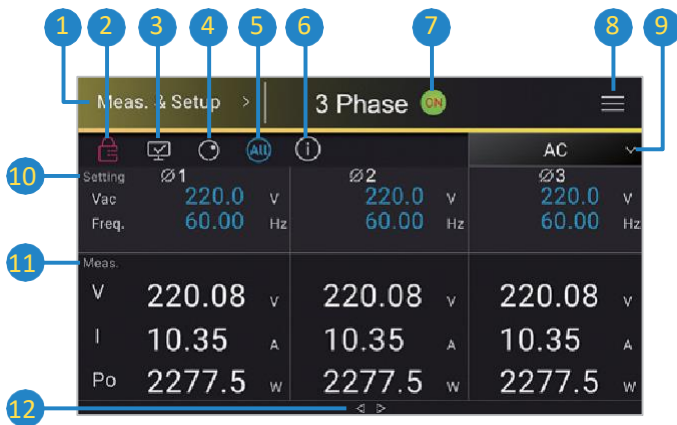 1 2 3 4 5 6 7 8 9
Meas. & Setup > 3 Phase ON
All i AC
10 Setting Ø1 Ø2 Ø3
Vac 220.0 V 220.0 V 220.0 V
Freq. 60.00 Hz 60.00 Hz 60.00 Hz
11 Meas.
V 220.08 V 220.08 V 220.08 V
I 10.35 A 10.35 A 10.35 A
Po 2277.5 W 2277.5 W 2277.5 W
12